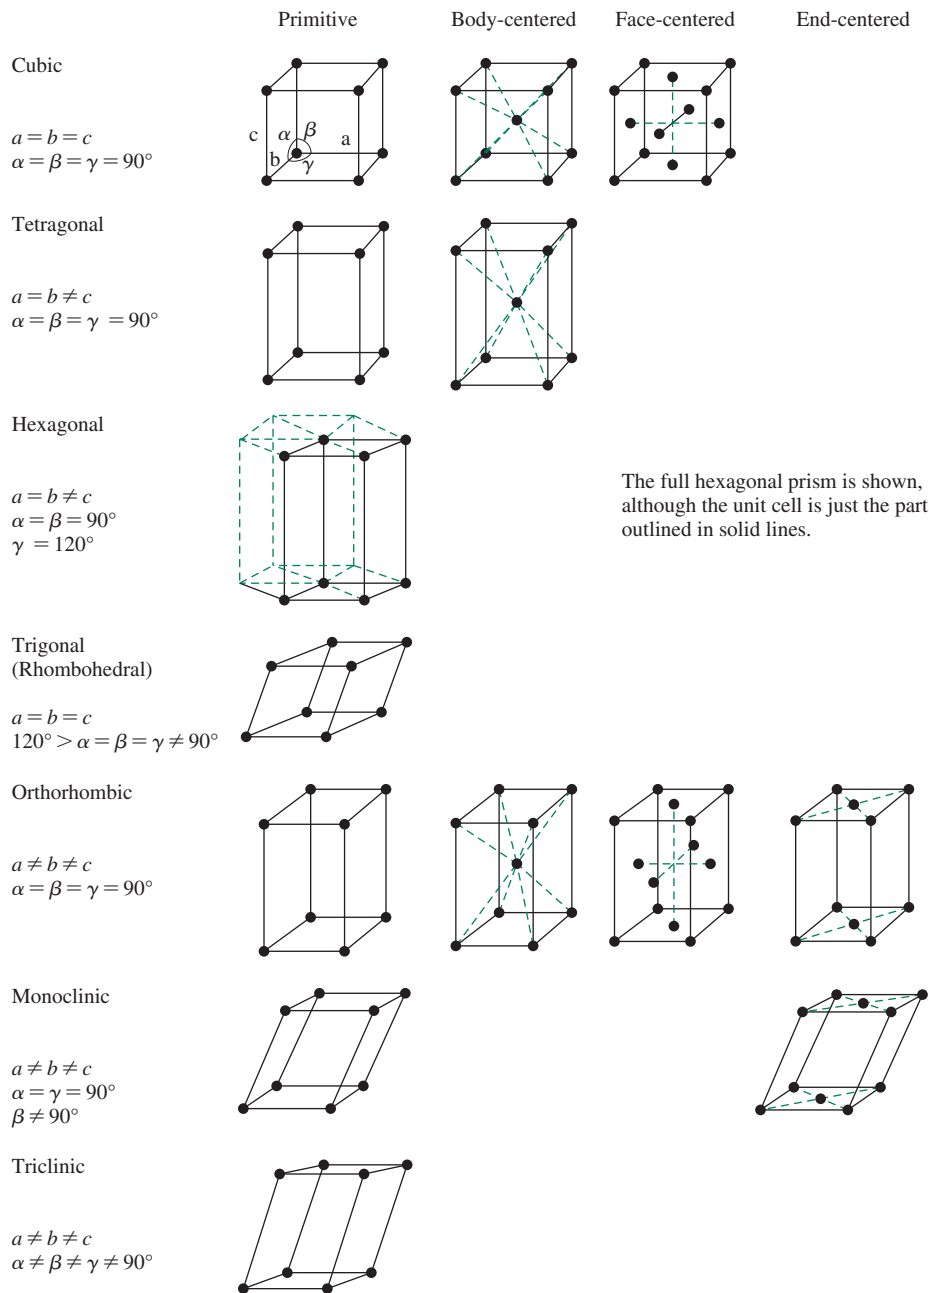 Primitive Body-centered Face-centered End-centered
Cubic
a = b = c
α = β = γ = 90°
c α β a
b γ
Tetragonal
a = b ≠ c
α = β = γ = 90°
Hexagonal
a = b ≠ c
α = β = 90°
γ = 120°
The full hexagonal prism is shown,
although the unit cell is just the part
outlined in solid lines.
Trigonal
(Rhombohedral)
a = b = c
120° > α = β = γ ≠ 90°
Orthorhombic
a ≠ b ≠ c
α = β = γ = 90°
Monoclinic
a ≠ b ≠ c
α = γ = 90°
β ≠ 90°
Triclinic
a ≠ b ≠ c
α ≠ β ≠ γ ≠ 90°